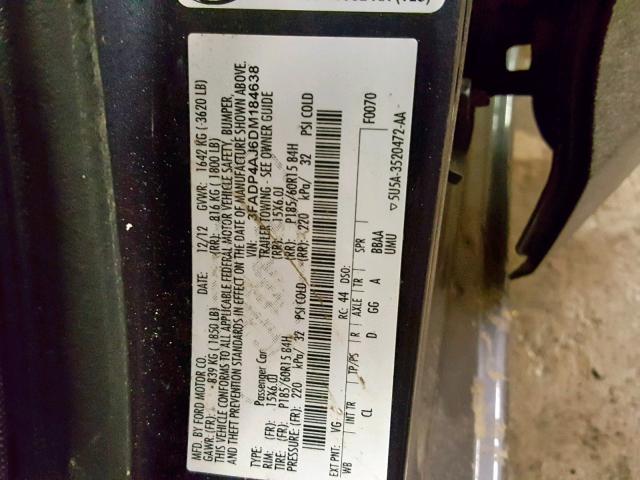 MFD. BY FORD MOTOR CO.
DATE: 12/12 GVWR: 1642 KG ( 3620 LB)
GAWR: (FR): 839 KG (1850 LB) (RR): 816 KG (1800 LB)
THIS VEHICLE CONFORMS TO ALL APPLICABLE FEDERAL MOTOR VEHICLE SAFETY, BUMPER,
AND THEFT PREVENTION STANDARDS IN EFFECT ON THE DATE OF MANUFACTURE SHOWN ABOVE.
VIN: 3FADP4AJ6DM184638
TYPE: Passenger Car TRAILER TOWING- SEE OWNER GUIDE
RIM: (FR): 15X6.0J (RR): 15X6.0J
TIRE: (FR): P185/60R15 84H (RR): P185/60R15 84H
PRESSURE (FR): 220 kPa/ 32 PSI COLD (RR): 220 kPa/ 32 PSI COLD
EXT PNT: VG RC: 44 DSO: F0070
WB INT TR TP/PS R AXLE TR SPR
CL D GG A BBAA
UMU
▽5U5A-3520472-AA